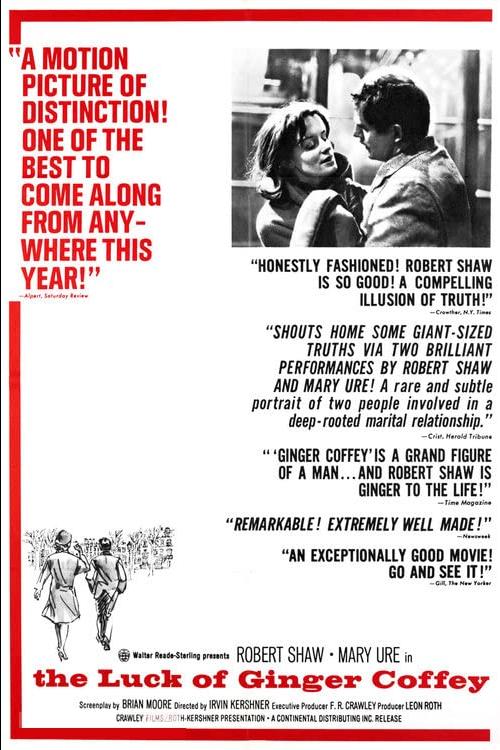 "A MOTION
PICTURE OF
DISTINCTION!
ONE OF THE
BEST TO
COME ALONG
FROM ANY-
WHERE THIS
YEAR!"
—Alpert, Saturday Review
"HONESTLY FASHIONED! ROBERT SHAW
IS SO GOOD! A COMPELLING
ILLUSION OF TRUTH!"
—Crowther, N.Y. Times
"SHOUTS HOME SOME GIANT-SIZED
TRUTHS VIA TWO BRILLIANT
PERFORMANCES BY ROBERT SHAW
AND MARY URE! A rare and subtle
portrait of two people involved in a
deep-rooted marital relationship."
—Crist, Herald Tribune
"'GINGER COFFEY' IS A GRAND FIGURE
OF A MAN...AND ROBERT SHAW IS
GINGER TO THE LIFE!"
—Time Magazine
"REMARKABLE! EXTREMELY WELL MADE!"
—Newsweek
"AN EXCEPTIONALLY GOOD MOVIE!
GO AND SEE IT!"
—Gill, The New Yorker
Walter Reade-Sterling presents ROBERT SHAW • MARY URE in
the Luck of Ginger Coffey
Screenplay by BRIAN MOORE Directed by IRVIN KERSHNER Executive Producer F. R. CRAWLEY Producer LEON ROTH
CRAWLEY FILMS/ROTH-KERSHNER PRESENTATION • A CONTINENTAL DISTRIBUTING INC. RELEASE